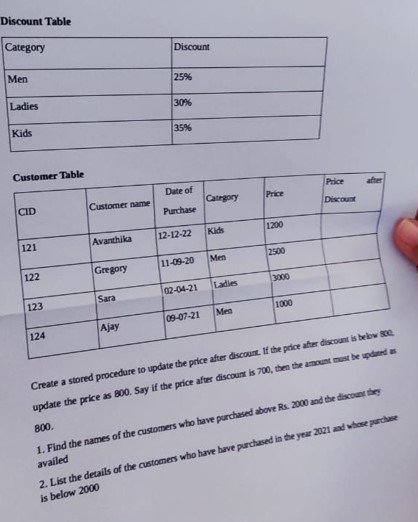 Discount Table
Category Discount
Men 25%
Ladies 30%
Kids 35%
Customer Table
CID Customer name Date of Purchase Category Price Price after Discount
121 Avanthika 12-12-22 Kids 1200
122 Gregory 11-09-20 Men 2500
123 Sara 02-04-21 Ladies 3000
124 Ajay 09-07-21 Men 1000
Create a stored procedure to update the price after discount. If the price after discount is below 800,
update the price as 800. Say if the price after discount is 700, then the amount must be updated as
800.
1. Find the names of the customers who have purchased above Rs. 2000 and the discount they
availed
2. List the details of the customers who have have purchased in the year 2021 and whose purchase
is below 2000